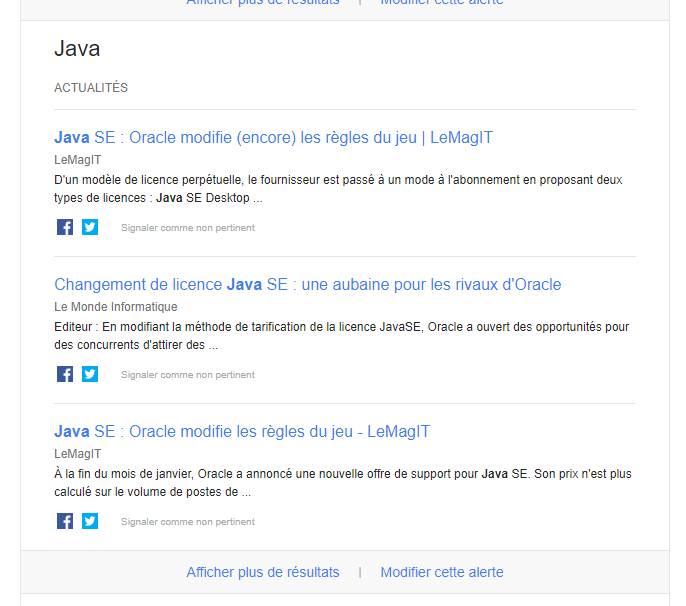 Afficher plus de résultats | Modifier cette alerte
Java
ACTUALITÉS
Java SE : Oracle modifie (encore) les règles du jeu | LeMagIT
LeMagIT
D'un modèle de licence perpétuelle, le fournisseur est passé à un mode à l'abonnement en proposant deux
types de licences : Java SE Desktop ...
Signaler comme non pertinent
Changement de licence Java SE : une aubaine pour les rivaux d'Oracle
Le Monde Informatique
Editeur : En modifiant la méthode de tarification de la licence JavaSE, Oracle a ouvert des opportunités pour
des concurrents d'attirer des ...
Signaler comme non pertinent
Java SE : Oracle modifie les règles du jeu - LeMagIT
LeMagIT
À la fin du mois de janvier, Oracle a annoncé une nouvelle offre de support pour Java SE. Son prix n'est plus
calculé sur le volume de postes de ...
Signaler comme non pertinent
Afficher plus de résultats | Modifier cette alerte